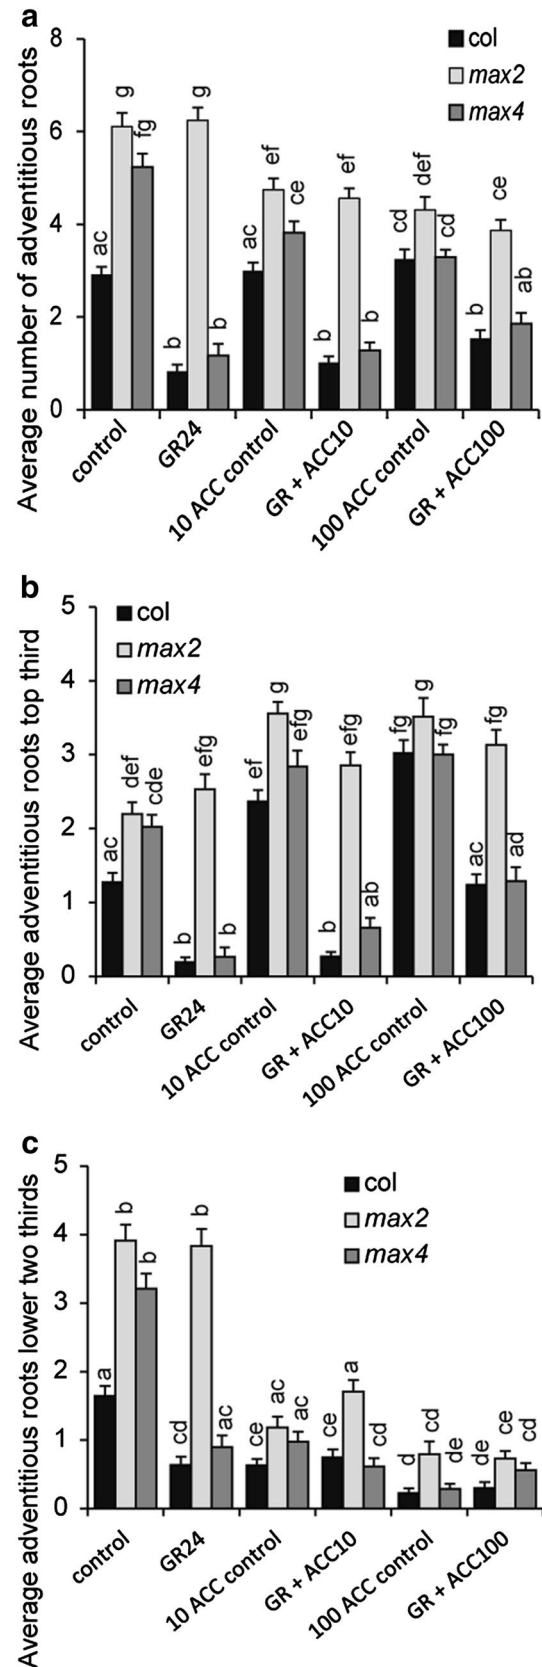 a
Average number of adventitious roots
8
6
4
2
0
col
max2
max4
ac g fg
b g b
ac ef ce
b ef b
cd def cd
b ce ab
control
GR24
10 ACC control
GR + ACC10
100 ACC control
GR + ACC100
b
Average adventitious roots top third
5
4
3
2
1
0
col
max2
max4
ac def cde
b efg b
ef g efg
b efg ab
fg g fg
ac fg ad
control
GR24
10 ACC control
GR + ACC10
100 ACC control
GR + ACC100
c
Average adventitious roots lower two thirds
5
4
3
2
1
0
col
max2
max4
a b b
cd b ac
ce ac ac
ce a cd
d cd de
de ce cd
control
GR24
10 ACC control
GR + ACC10
100 ACC control
GR + ACC100